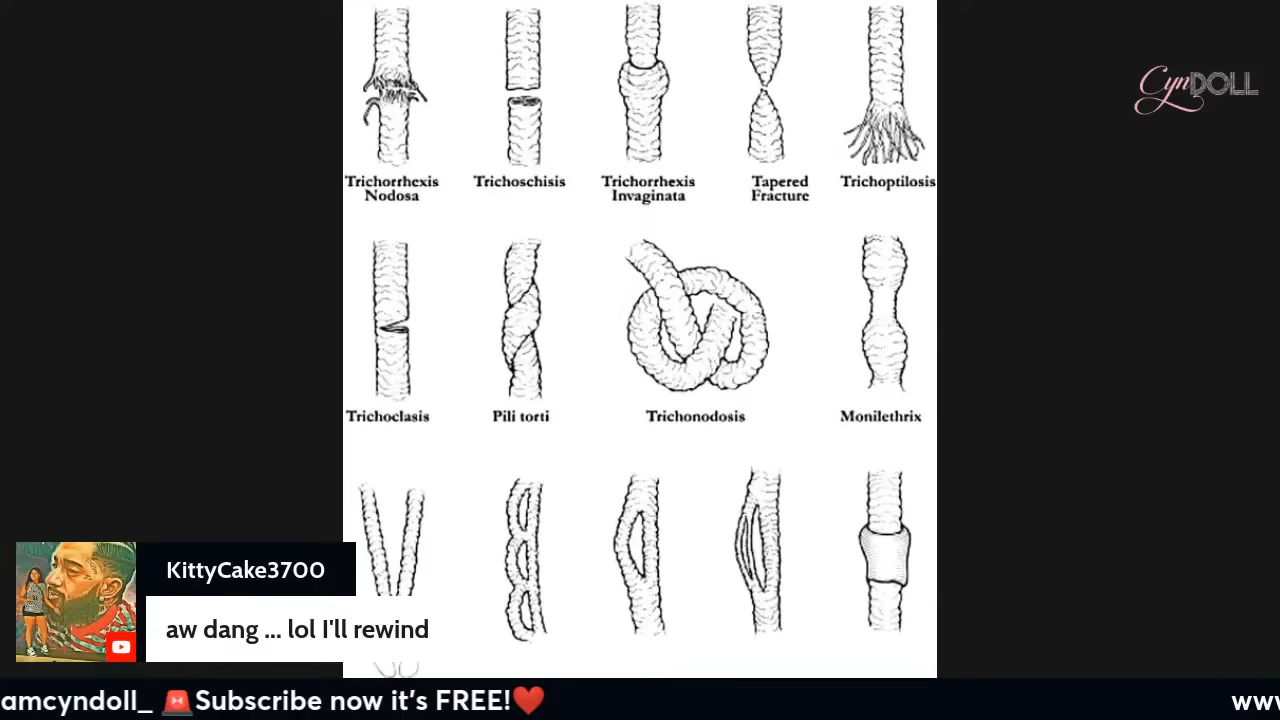 CynDOLL
Trichorrhexis
Nodosa
Trichoschisis
Trichorrhexis
Invaginata
Tapered
Fracture
Trichoptilosis
Trichoclasis
Pili torti
Trichonodosis
Monilethrix
KittyCake3700
aw dang ... lol I'll rewind
amcyndoll_ 🚨Subscribe now it's FREE!❤️
www